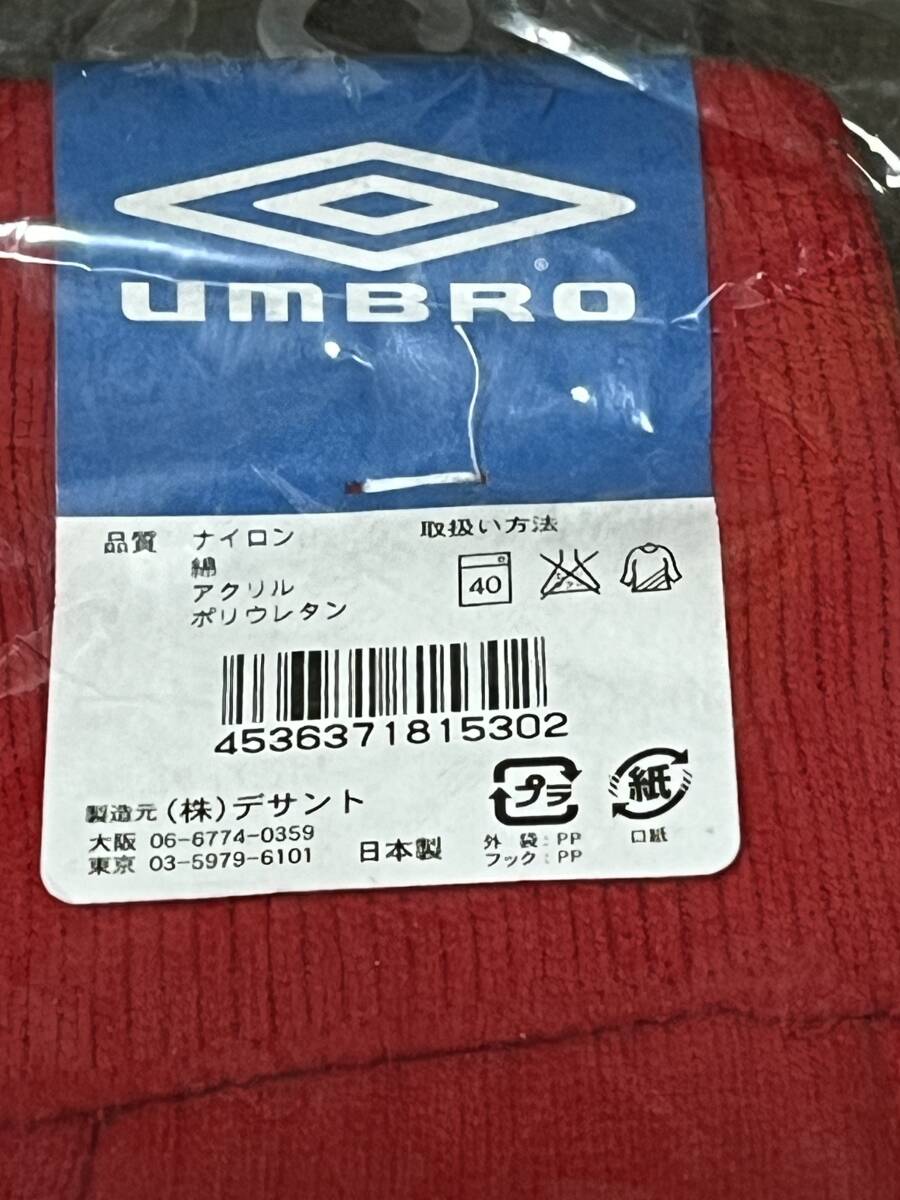 UMBRO®
品質 ナイロン
綿
アクリル
ポリウレタン
取扱い方法
40
4536371815302
製造元 (株)デサント
大阪 06-6774-0359
東京 03-5979-6101
日本製
プラ
外 袋:PP
フック:PP
紙
口紙